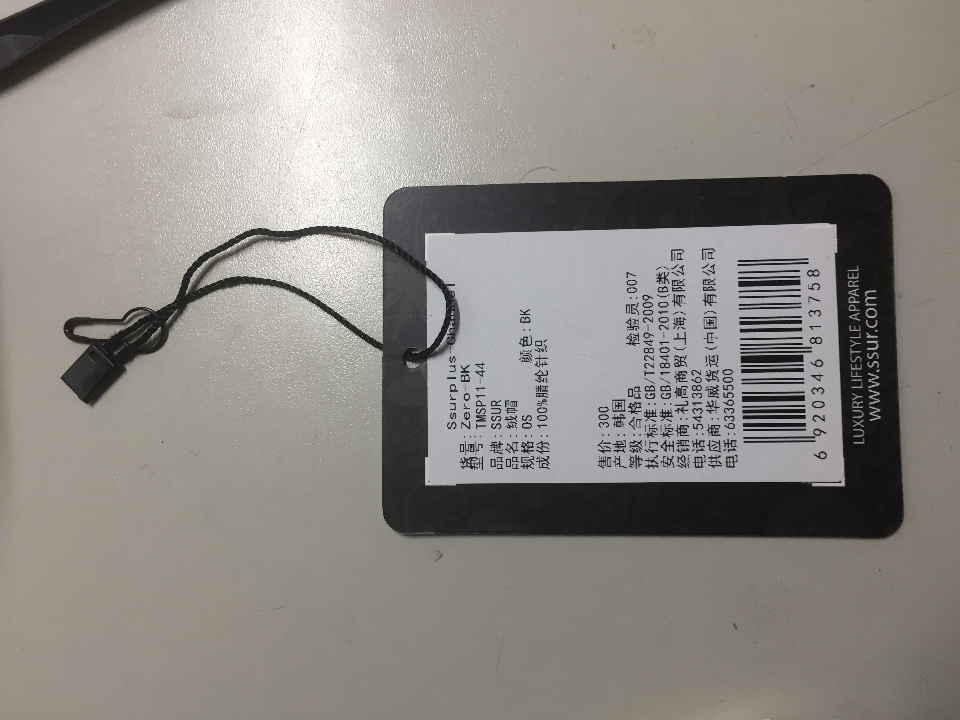 Ssurplus Channel
货号: Zero-BK
型号: TMSP11-44
品牌: SSUR
品名: 绒帽
规格: OS 颜色: BK
成份: 100%腈纶针织
售价: 300
产地: 韩国
等级: 合格品 检验员: 007
执行标准: GB/T22849-2009
安全标准: GB/18401-2010(B类)
经销商: 礼高商贸(上海)有限公司
电话: 54313862
供应商: 华威货运(中国)有限公司
电话: 63365500
6 920346 813758
LUXURY LIFESTYLE APPAREL
www.ssur.com